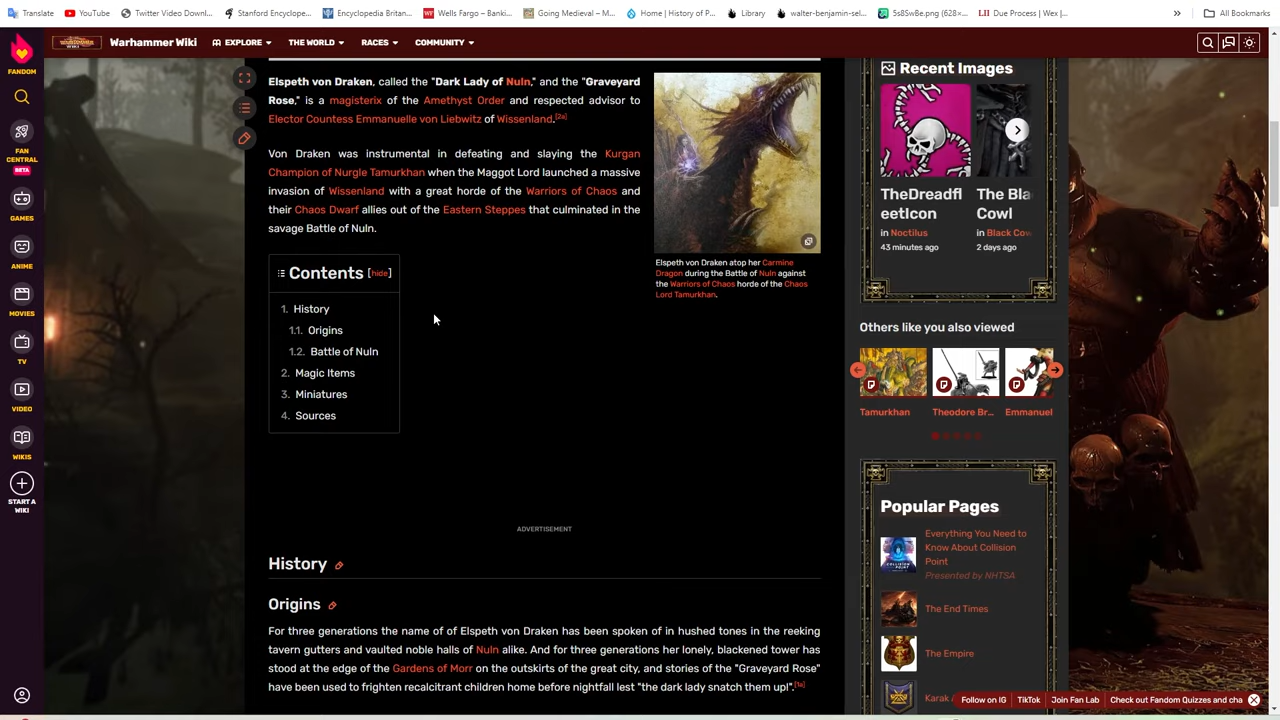 Translate
YouTube
Twitter Video Downl...
Stanford Encyclope...
Encyclopedia Britan...
Wells Fargo – Banki...
Going Medieval – M...
Home | History of P...
Library
walter-benjamin-sel...
5s8SwBe.png (628×...
LII Due Process | Wex |...
»
All Bookmarks
FANDOM
Warhammer Wiki
EXPLORE
THE WORLD
RACES
COMMUNITY
FAN
CENTRAL
BETA
GAMES
ANIME
MOVIES
TV
VIDEO
WIKIS
START A
WIKI
Elspeth von Draken, called the "Dark Lady of Nuln," and the "Graveyard
Rose," is a magisterix of the Amethyst Order and respected advisor to
Elector Countess Emmanuelle von Liebwitz of Wissenland.[2a]
Von Draken was instrumental in defeating and slaying the Kurgan
Champion of Nurgle Tamurkhan when the Maggot Lord launched a massive
invasion of Wissenland with a great horde of the Warriors of Chaos and
their Chaos Dwarf allies out of the Eastern Steppes that culminated in the
savage Battle of Nuln.
Elspeth von Draken atop her Carmine
Dragon during the Battle of Nuln against
the Warriors of Chaos horde of the Chaos
Lord Tamurkhan.
Contents [hide]
1. History
1.1. Origins
1.2. Battle of Nuln
2. Magic Items
3. Miniatures
4. Sources
ADVERTISEMENT
History
Origins
For three generations the name of of Elspeth von Draken has been spoken of in hushed tones in the reeking
tavern gutters and vaulted noble halls of Nuln alike. And for three generations her lonely, blackened tower has
stood at the edge of the Gardens of Morr on the outskirts of the great city, and stories of the "Graveyard Rose"
have been used to frighten recalcitrant children home before nightfall lest "the dark lady snatch them up!".[1a]
Recent Images
TheDreadfl
eetIcon
in Noctilus
43 minutes ago
The Bla
Cowl
in Black Cow
2 days ago
Others like you also viewed
Tamurkhan
Theodore Br...
Emmanuel
Popular Pages
Everything You Need to
Know About Collision
Point
Presented by NHTSA
The End Times
The Empire
Karak
Follow on IG
TikTok
Join Fan Lab
Check out Fandom Quizzes and cha